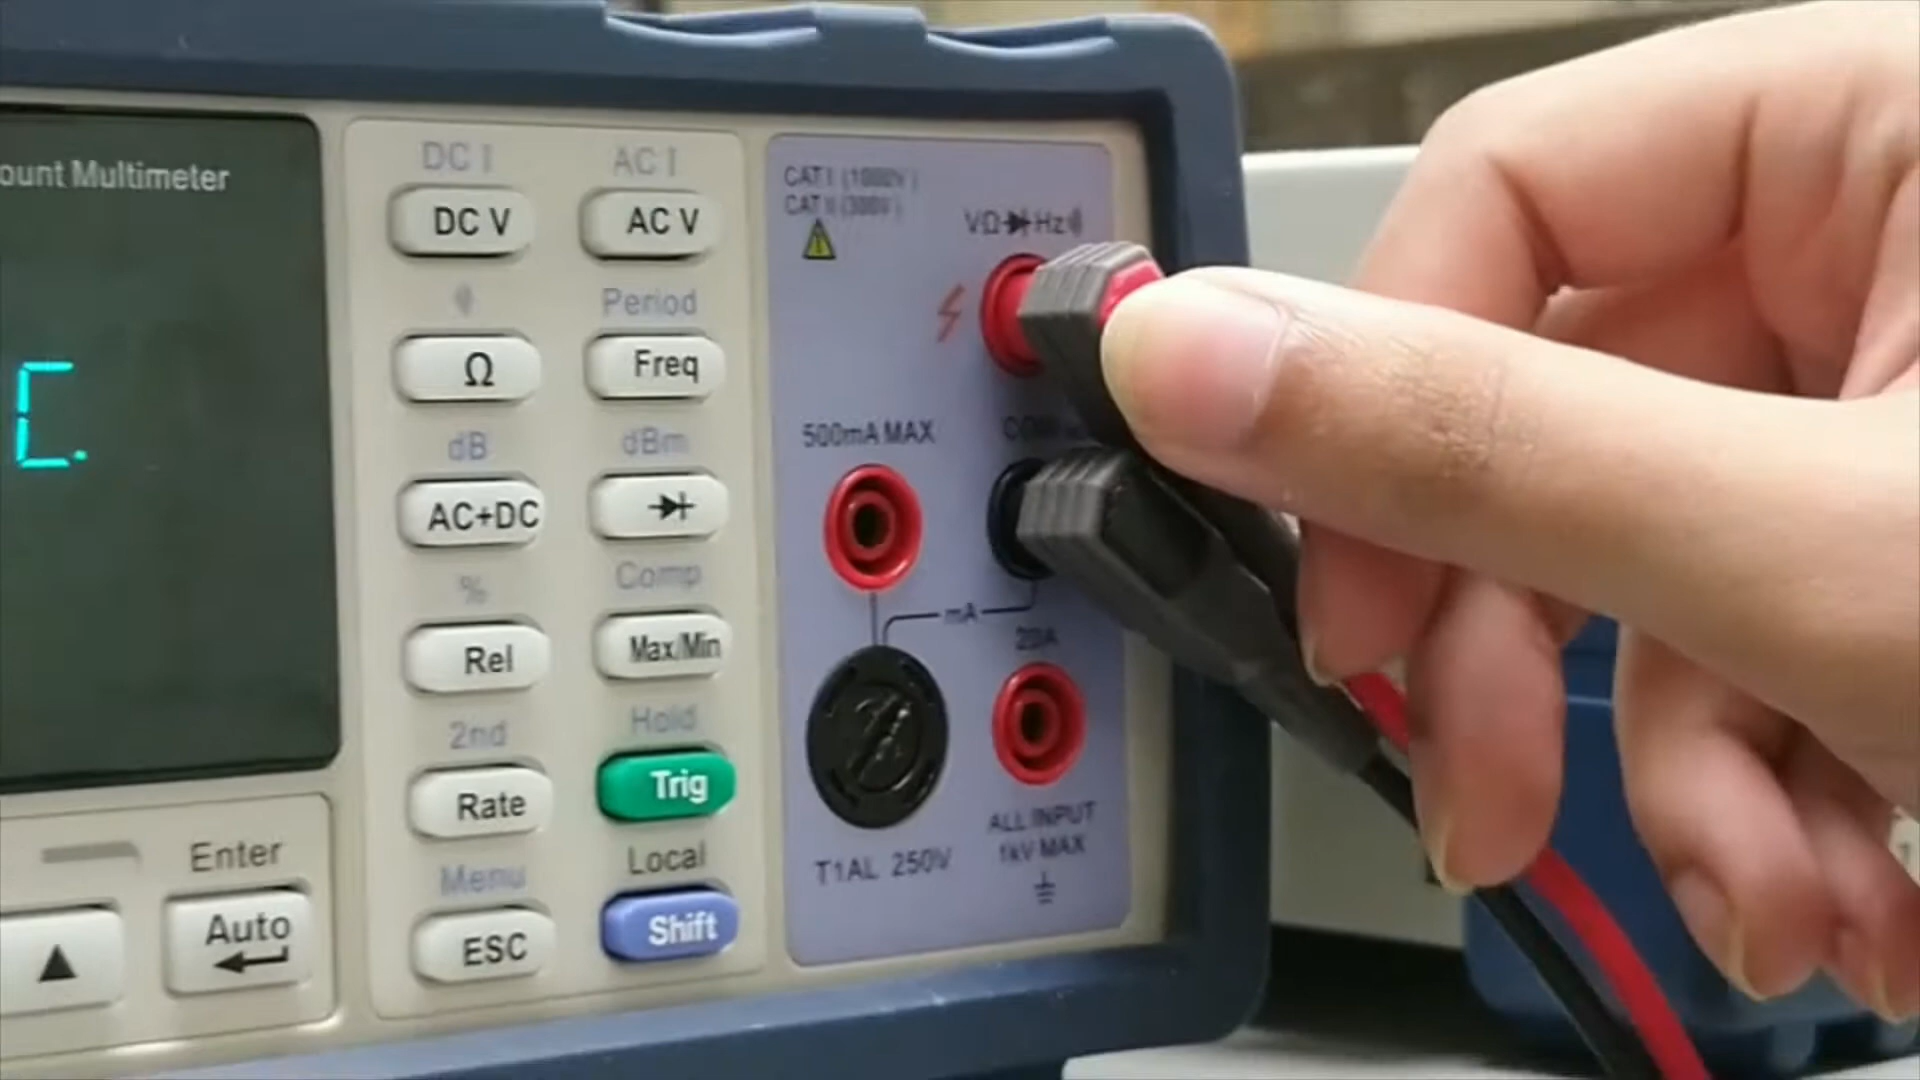 ount Multimeter
DC I
AC I
DC V
AC V
Period
Ω
Freq
dB
dBm
AC+DC
%
Comp
Rel
Max/Min
2nd
Hold
Rate
Trig
Menu
Local
ESC
Shift
Enter
Auto
C.
CAT I (1000V)
CAT II (300V)
VΩ Hz
500mA MAX
COM
mA
20A
T1AL 250V
ALL INPUT
1kV MAX